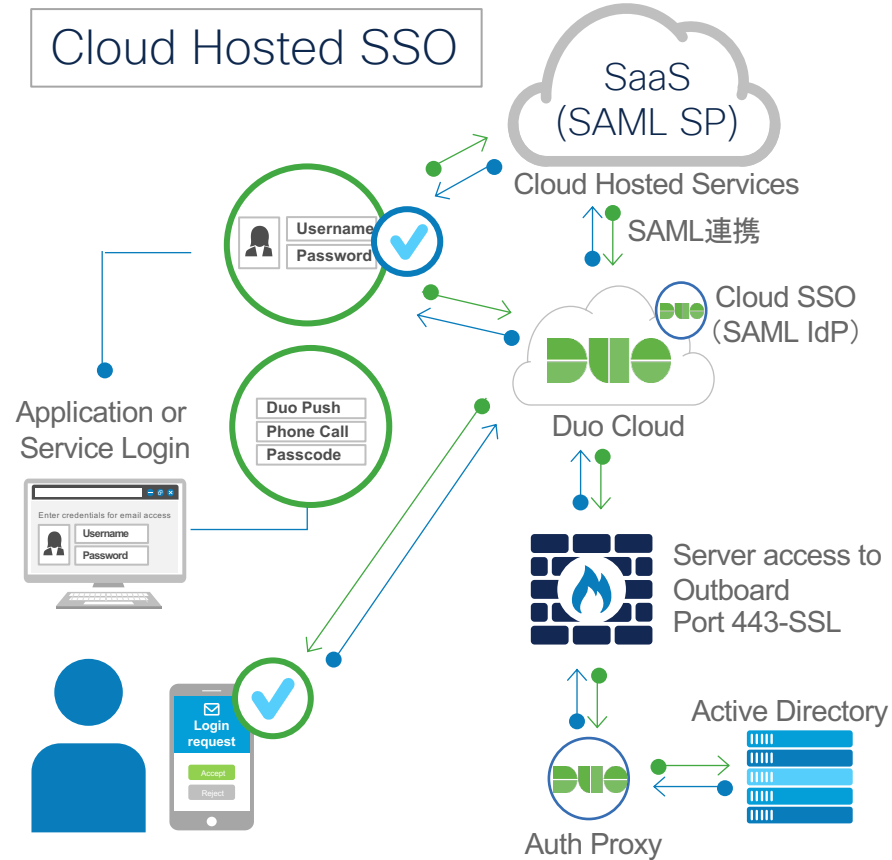 Cloud Hosted SSO
SaaS
(SAML SP)
Cloud Hosted Services
SAML連携
Username
Password
DUO
Cloud SSO
（SAML IdP）
DUO
Duo Cloud
Duo Push
Phone Call
Passcode
Application or
Service Login
Enter credentials for email access
Username
Password
Server access to
Outboard
Port 443-SSL
Login
request
Accept
Reject
Active Directory
DUO
Auth Proxy